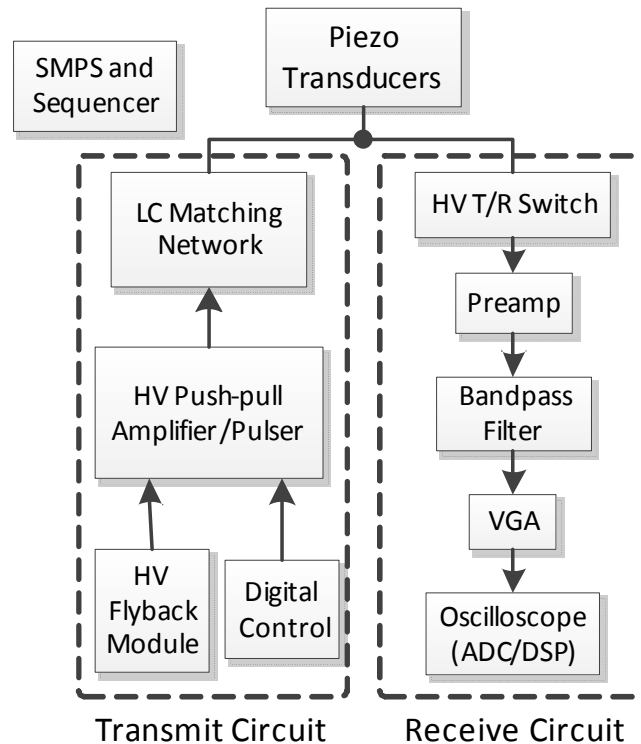 Piezo
Transducers
SMPS and
Sequencer
LC Matching
Network
HV Push-pull
Amplifier/Pulser
HV
Flyback
Module
Digital
Control
Transmit Circuit
HV T/R Switch
Preamp
Bandpass
Filter
VGA
Oscilloscope
(ADC/DSP)
Receive Circuit